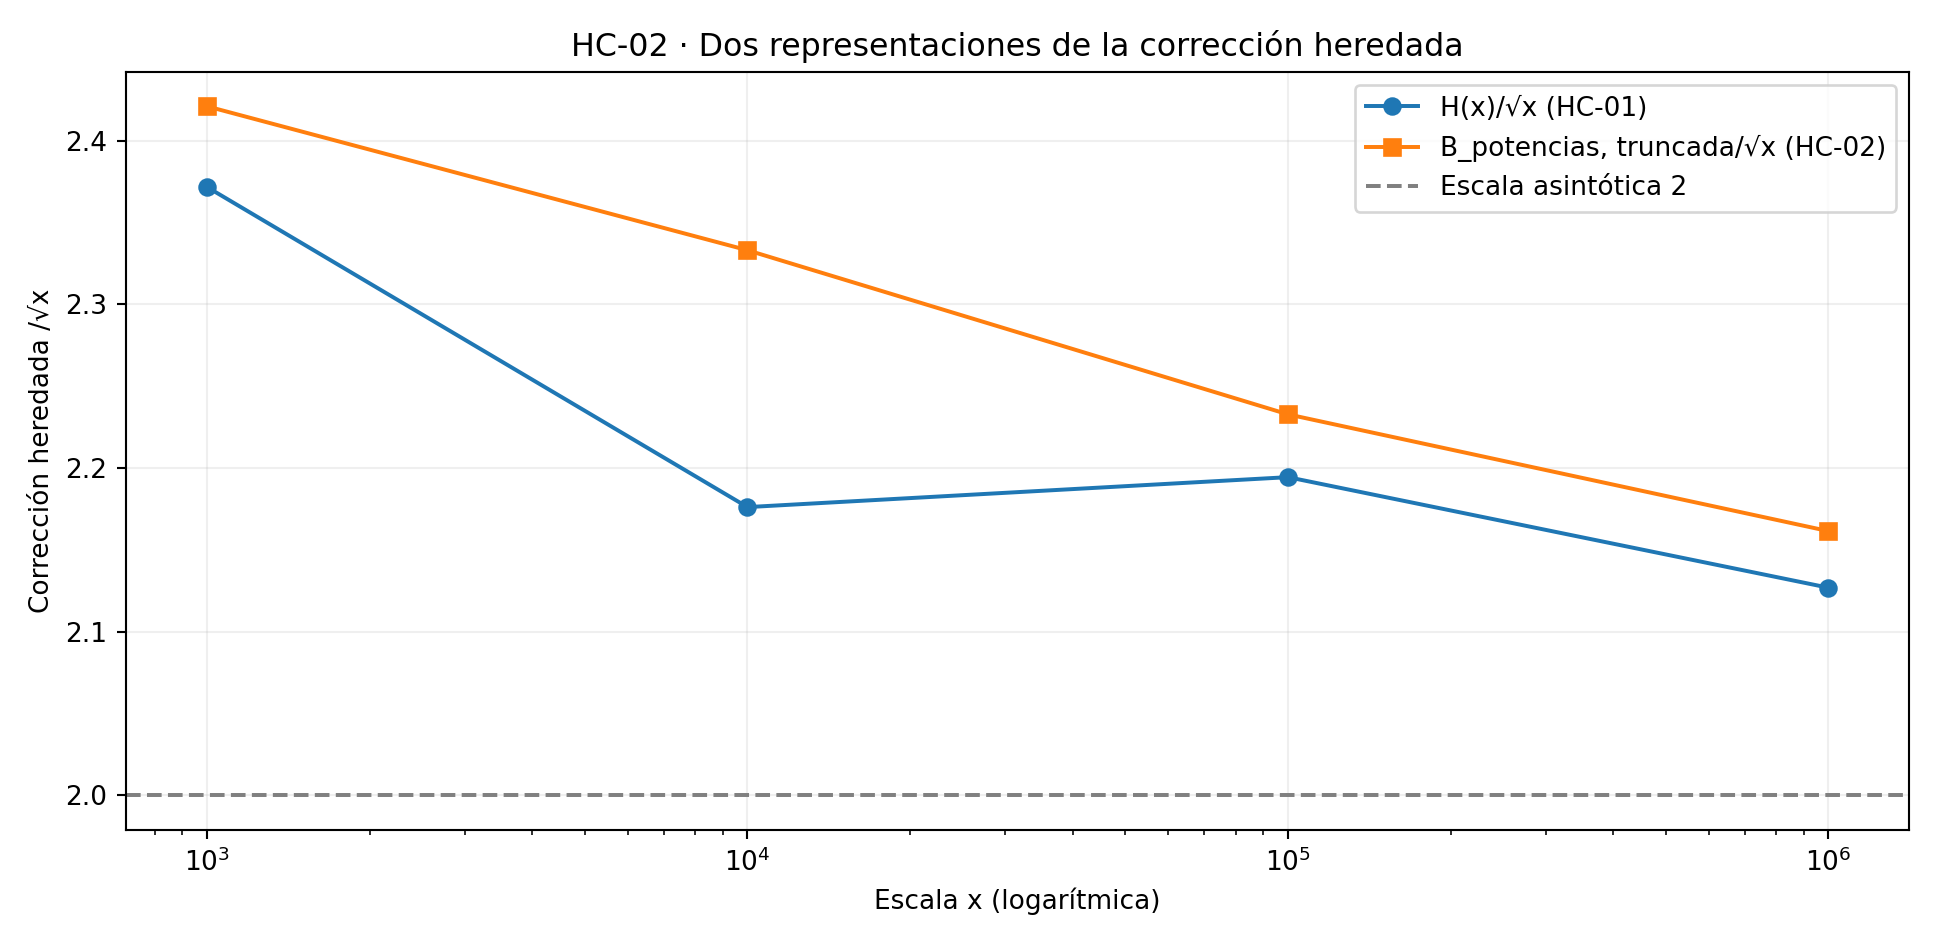 HC-02 · Dos representaciones de la corrección heredada
H(x)/√x (HC-01)
B_potencias, truncada/√x (HC-02)
Escala asintótica 2
Corrección heredada /√x
2.4
2.3
2.2
2.1
2.0
10³ 10⁴ 10⁵ 10⁶
Escala x (logarítmica)